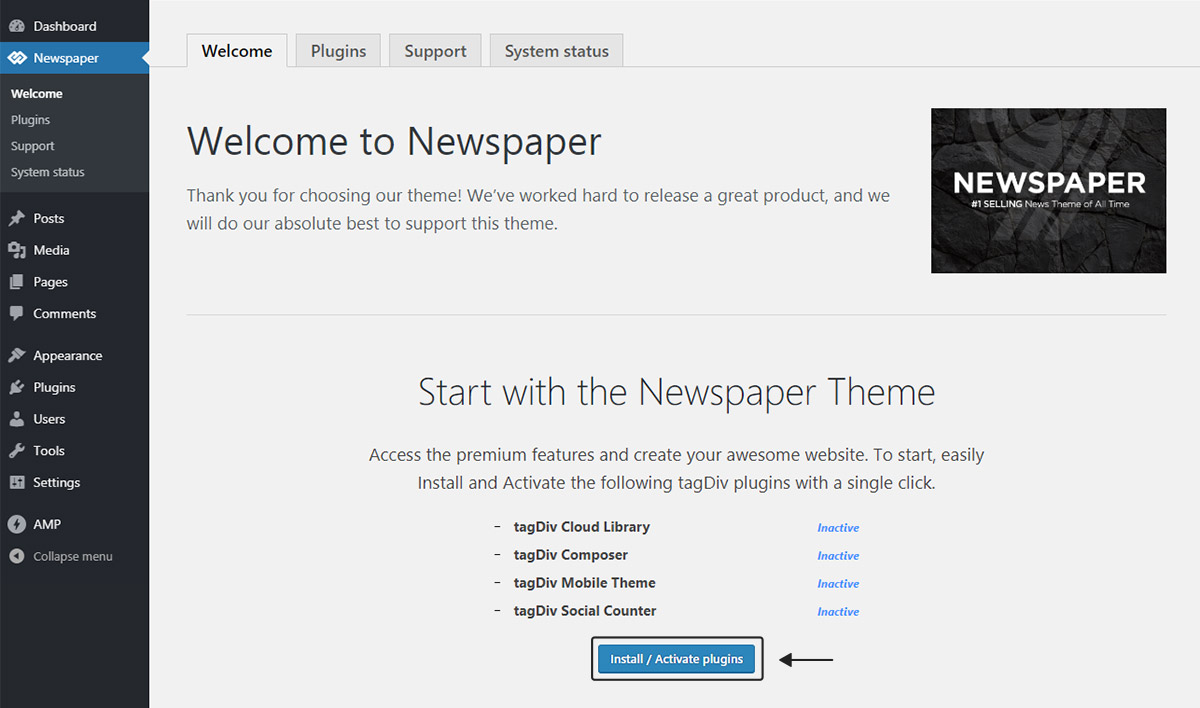 Dashboard
Newspaper
Welcome
Plugins
Support
System status
Posts
Media
Pages
Comments
Appearance
Plugins
Users
Tools
Settings
AMP
Collapse menu
Welcome
Plugins
Support
System status
Welcome to Newspaper
Thank you for choosing our theme! We've worked hard to release a great product, and we
will do our absolute best to support this theme.
NEWSPAPER
#1 SELLING News Theme of All Time
Start with the Newspaper Theme
Access the premium features and create your awesome website. To start, easily
Install and Activate the following tagDiv plugins with a single click.
– tagDiv Cloud Library Inactive
– tagDiv Composer Inactive
– tagDiv Mobile Theme Inactive
– tagDiv Social Counter Inactive
Install / Activate plugins